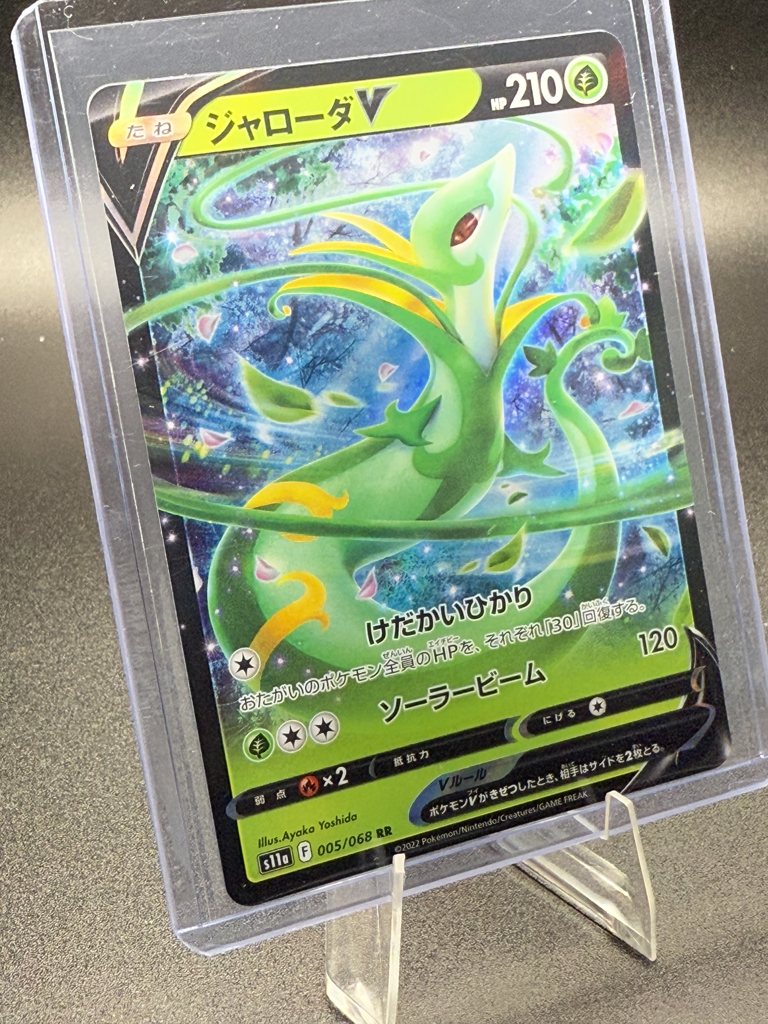 たね ジャローダV HP210
けだかいひかり
おたがいのポケモン全員のHPを、それぞれ「30」回復する。
ソーラービーム 120
弱点 ×2 抵抗力 にげる
Vルール
ポケモンVがきぜつしたとき、相手はサイドを2枚とる。
Illus.Ayaka Yoshida
s11a F 005/068 RR ©2022 Pokémon/Nintendo/Creatures/GAME FREAK